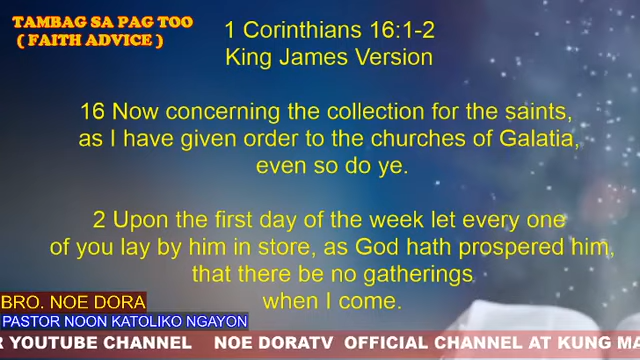 TAMBAG SA PAG TOO
( FAITH ADVICE )
1 Corinthians 16:1-2
King James Version
16 Now concerning the collection for the saints,
as I have given order to the churches of Galatia,
even so do ye.
2 Upon the first day of the week let every one
of you lay by him in store, as God hath prospered him,
that there be no gatherings
when I come.
BRO. NOE DORA
PASTOR NOON KATOLIKO NGAYON
R YOUTUBE CHANNEL NOE DORATV OFFICIAL CHANNEL AT KUNG MA